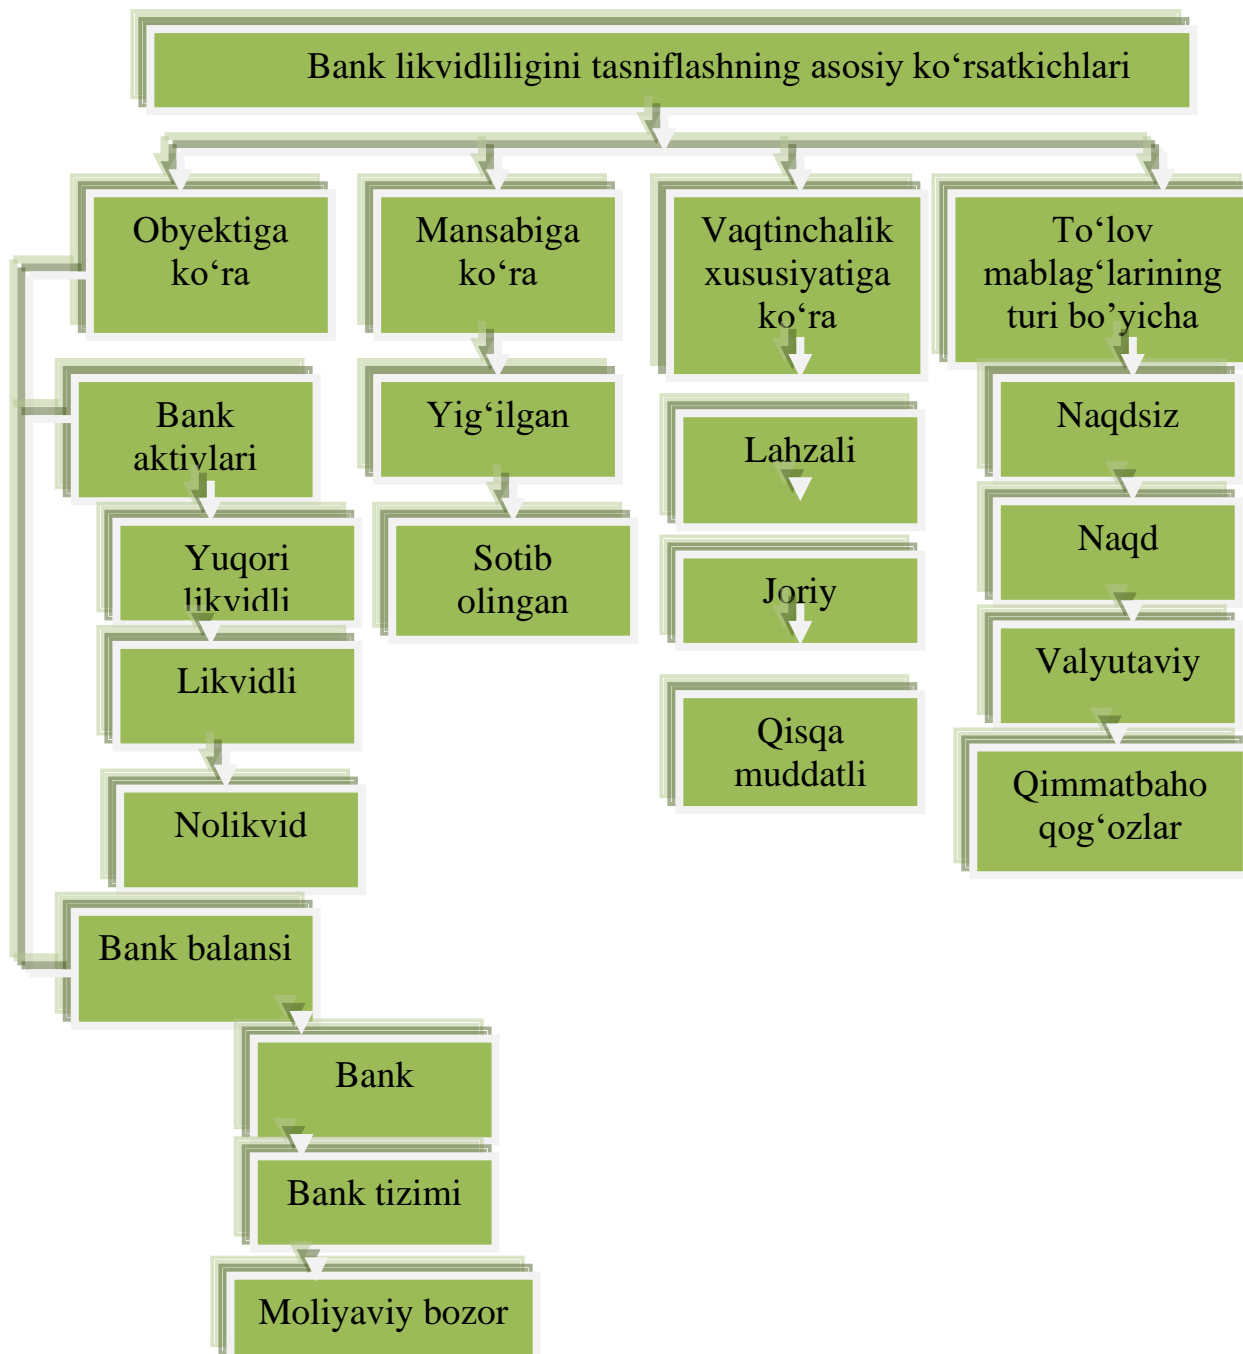 Bank likvidliligini tasniflashning asosiy ko‘rsatkichlari
Obyektiga
ko‘ra
Bank
aktivlari
Yuqori
likvidli
Likvidli
Nolikvid
Bank balansi
Bank
Bank tizimi
Moliyaviy bozor
Mansabiga
ko‘ra
Yig‘ilgan
Sotib
olingan
Vaqtinchalik
xususiyatiga
ko‘ra
Lahzali
Joriy
Qisqa
muddatli
To‘lov
mablag‘larining
turi bo’yicha
Naqdsiz
Naqd
Valyutaviy
Qimmatbaho
qog‘ozlar